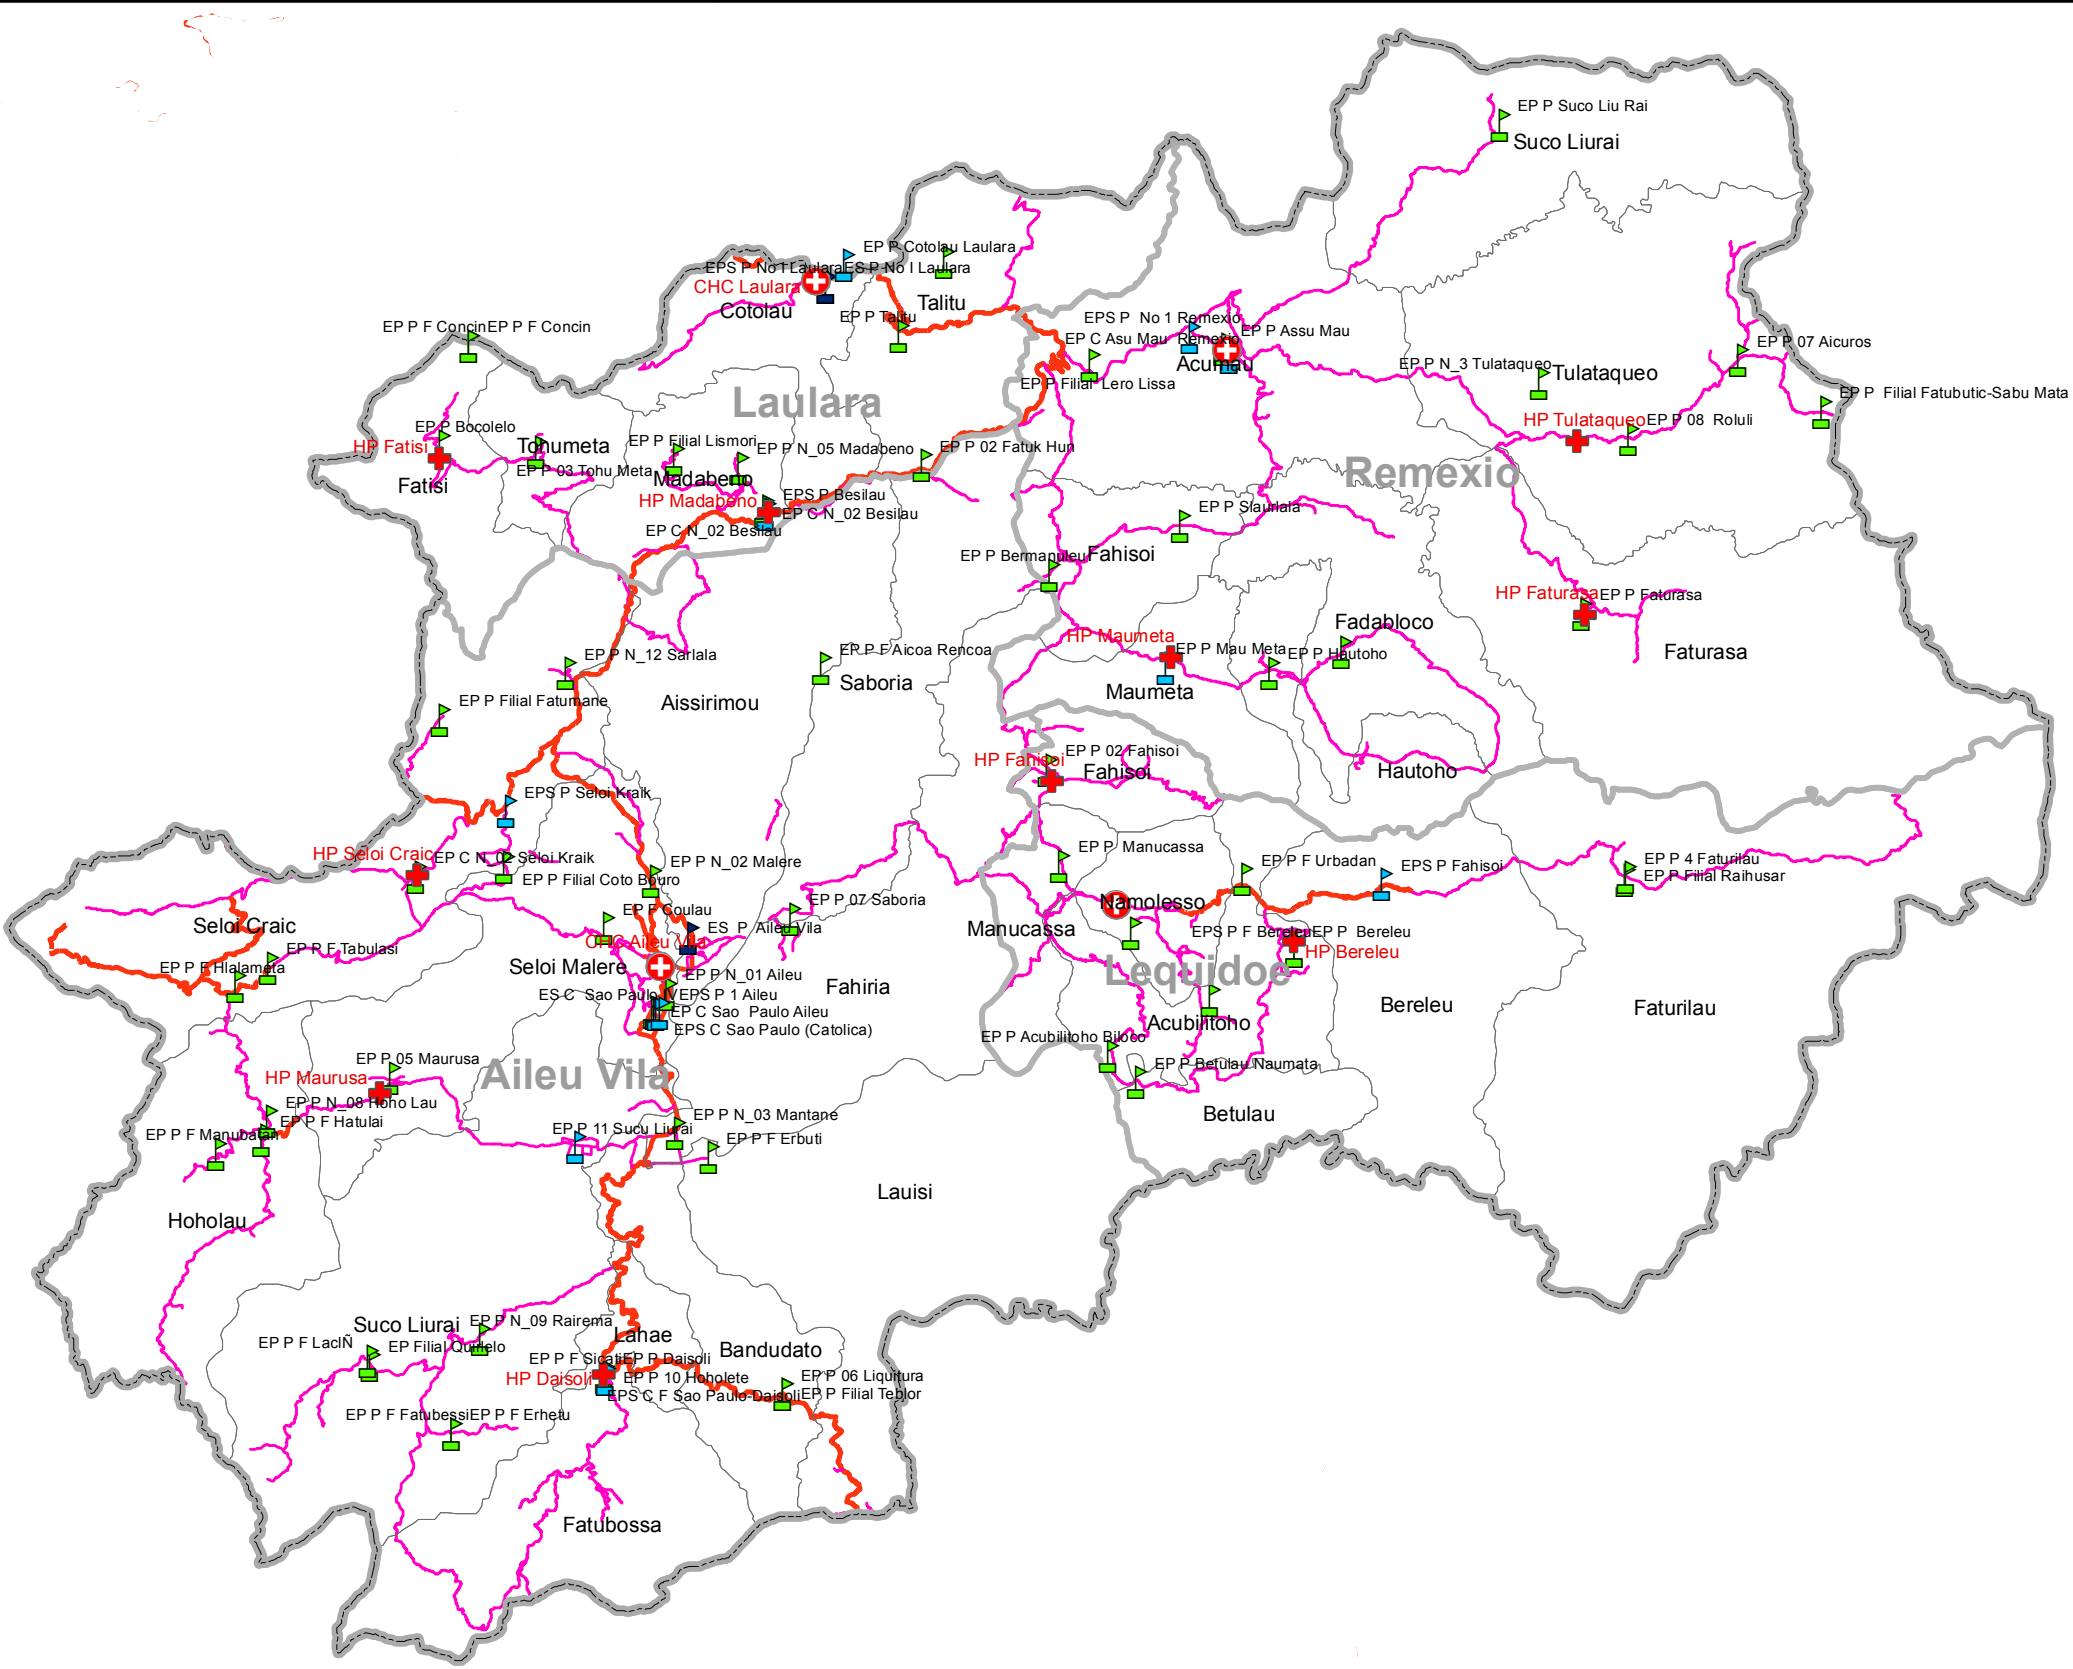 EP P Suco Liu Rai
Suco Liurai
EP P Cotolau Laulara
EPS P No I Laulara
ES P No I Laulara
CHC Laulara
Cotolau
Talitu
EP P Talitu
EP P F Concin
EP P F Concin
EPS P No 1 Remexio
EP P Assu Mau
EP C Asu Mau Remexio
Acumau
EP P Filial Lero Lissa
EP P N_3 Tulataqueo
Tulataqueo
EP P 07 Aicuros
EP P Filial Fatubutic-Sabu Mata
Laulara
HP Tulataqueo
EP P 08 Roluli
EP P Bocolelo
HP Fatisi
Fatisi
Tohumeta
EP P 03 Tohu Meta
EP P Filial Lismori
EP P N_05 Madabeno
EP P 02 Fatuk Hun
Madabeno
HP Madabeno
EPS P Besilau
EP C N_02 Besilau
EP C N_02 Besilau
Remexio
EP P Slaurlala
EP P Bermanuleu
Fahisoi
HP Faturasa
EP P Faturasa
Fadabloco
HP Maumeta
EP P Mau Meta
EP P Hautoho
Faturasa
EP P N_12 Sarlala
EP P F Aicoa Rencoa
Saboria
Maumeta
EP P Filial Fatumane
Aissirimou
HP Fahisoi
EP P 02 Fahisoi
Fahisoi
Hautoho
EPS P Seloi Kraik
HP Seloi Craic
EP C N_02 Seloi Kraik
EP P Filial Coto Bouro
EP P N_02 Malere
EP P Manucassa
EP P F Urbadan
EPS P Fahisoi
EP P 4 Faturilau
EP P Filial Raihusar
Namolesso
EP P 07 Saboria
EP F Coulau
Seloi Craic
ES P Aileu Vila
CHC Aileu Vila
Manucassa
EPS P F Bereleu
EP P Bereleu
HP Bereleu
EP P F Tabulasi
EP P F Hlalameta
Seloi Malere
EP P N_01 Aileu
Lequidoe
Fahiria
ES C Sao Paulo IV
EPS P 1 Aileu
EP C Sao Paulo Aileu
EPS C Sao Paulo (Catolica)
Bereleu
Faturilau
Acubilitoho
EP P Acubilitoho Biloco
EP P Betulau Naumata
Betulau
EP P 05 Maurusa
HP Maurusa
Aileu Vila
EP P N_08 Hoho Lau
EP P F Hatulai
EP P F Manubatan
EP P 11 Sucu Liurai
EP P N_03 Mantane
EP P F Erbuti
Lauisi
Hoholau
Suco Liurai
EP P N_09 Rairema
EP P F LaclÑ
Lahae
Bandudato
EP P F Sicati
EP P Daisoli
HP Daisoli
EP P 10 Hoholete
EPS C F Sao Paulo-Daisoli
EP P 06 Liquitura
EP P Filial Teblor
EP P F Fatubessi
EP P F Erhetu
Fatubossa